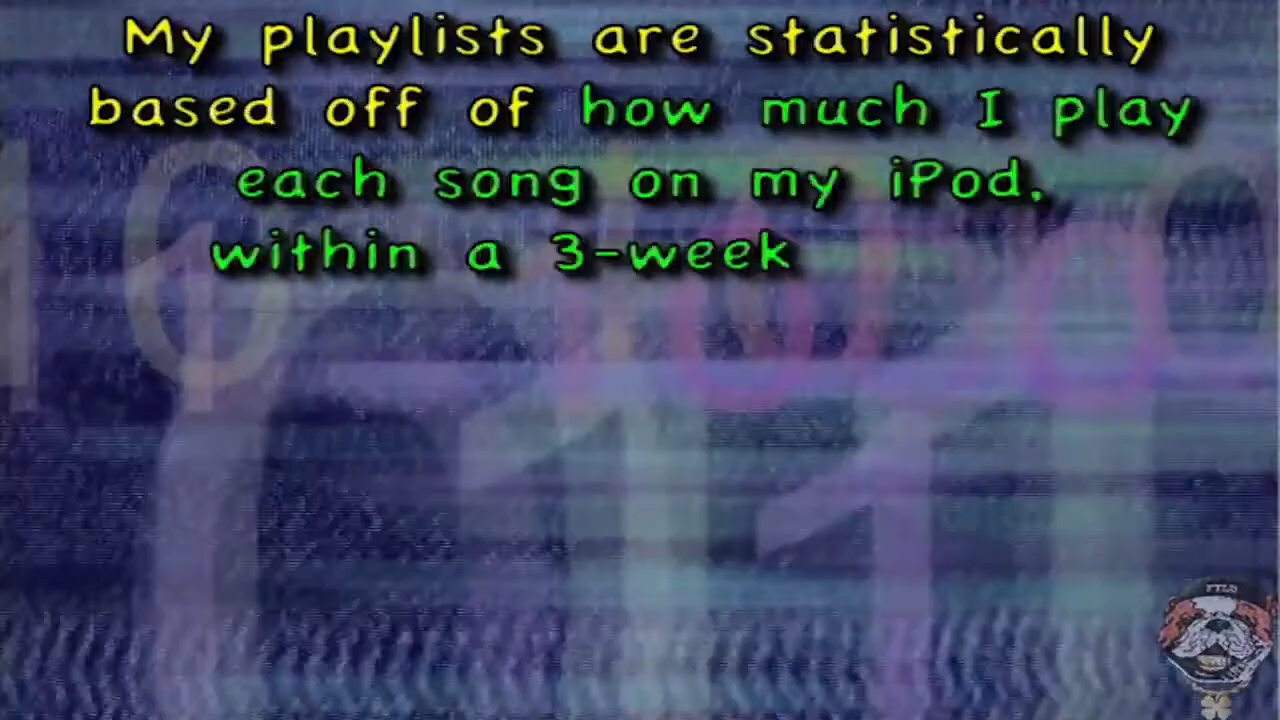 My playlists are statistically
based off of how much I play
each song on my iPod,
within a 3-week